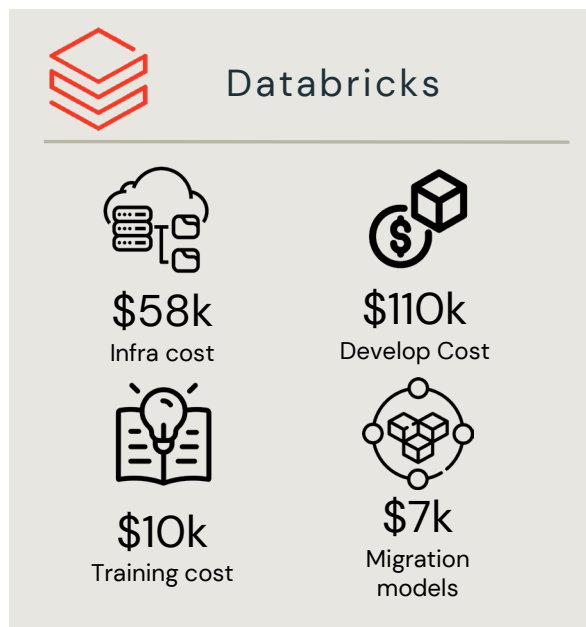 Databricks
$58k
Infra cost
$110k
Develop Cost
$10k
Training cost
$7k
Migration
models